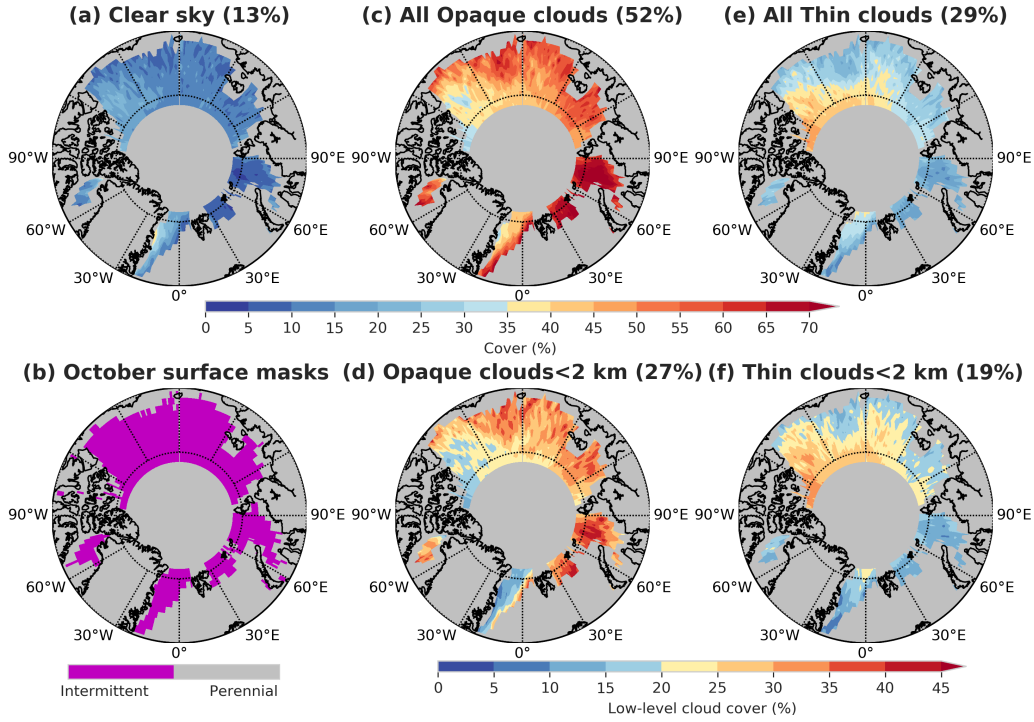 (a) Clear sky (13%)
(c) All Opaque clouds (52%)
(e) All Thin clouds (29%)
90°W
90°E
60°W
60°E
30°W
30°E
0°
90°W
90°E
60°W
60°E
30°W
30°E
0°
90°W
90°E
60°W
60°E
30°W
30°E
0°
0 5 10 15 20 25 30 35 40 45 50 55 60 65 70
Cover (%)
(b) October surface masks
(d) Opaque clouds<2 km (27%)
(f) Thin clouds<2 km (19%)
90°W
90°E
60°W
60°E
30°W
30°E
0°
90°W
90°E
60°W
60°E
30°W
30°E
0°
90°W
90°E
60°W
60°E
30°W
30°E
0°
Intermittent Perennial
0 5 10 15 20 25 30 35 40 45
Low-level cloud cover (%)